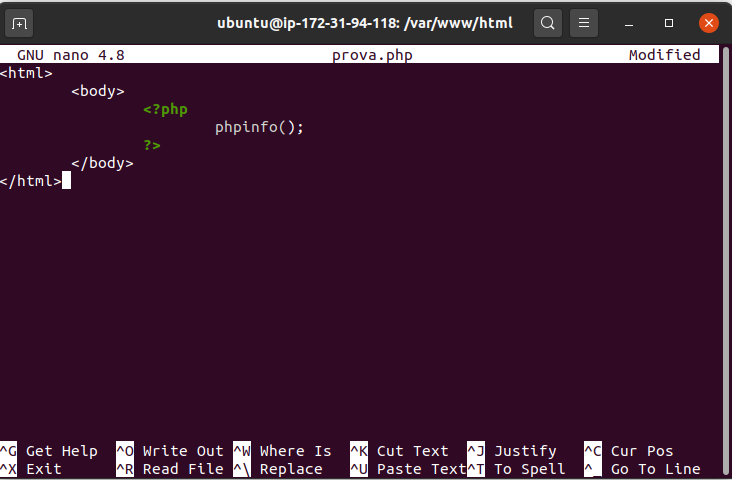 ubuntu@ip-172-31-94-118: /var/www/html
GNU nano 4.8 prova.php Modified
<html>
<body>
<?php
phpinfo();
?>
</body>
</html>
^G Get Help ^O Write Out ^W Where Is ^K Cut Text ^J Justify ^C Cur Pos
^X Exit ^R Read File ^\ Replace ^U Paste Text^T To Spell ^_ Go To Line